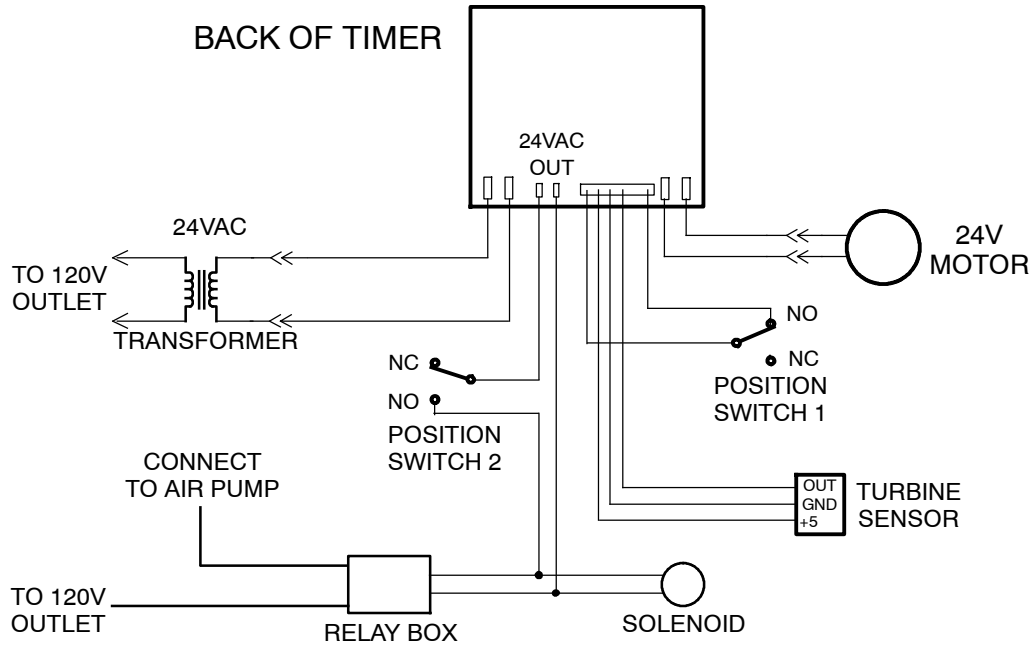 BACK OF TIMER
24VAC
OUT
24VAC
TO 120V
OUTLET
TRANSFORMER
24V
MOTOR
NO
NC
POSITION
SWITCH 1
NC
NO
POSITION
SWITCH 2
CONNECT
TO AIR PUMP
OUT
GND
+5
TURBINE
SENSOR
TO 120V
OUTLET
RELAY BOX
SOLENOID